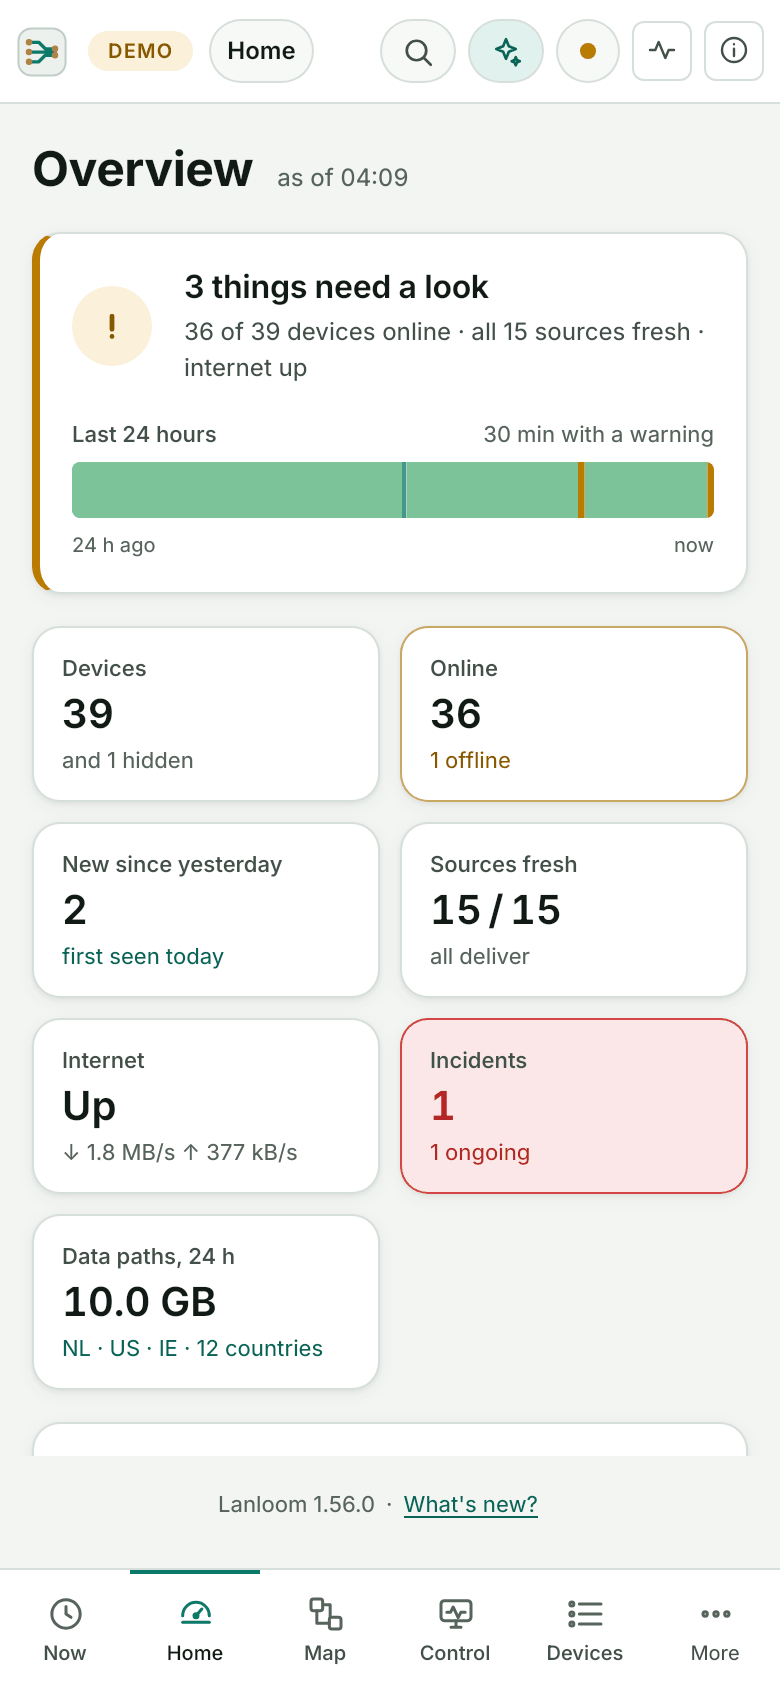 DEMO
Home
Overview as of 04:09
3 things need a look
36 of 39 devices online · all 15 sources fresh ·
internet up
Last 24 hours 30 min with a warning
24 h ago now
Devices
39
and 1 hidden
Online
36
1 offline
New since yesterday
2
first seen today
Sources fresh
15 / 15
all deliver
Internet
Up
↓ 1.8 MB/s ↑ 377 kB/s
Incidents
1
1 ongoing
Data paths, 24 h
10.0 GB
NL · US · IE · 12 countries
Lanloom 1.56.0 · What's new?
Now
Home
Map
Control
Devices
More